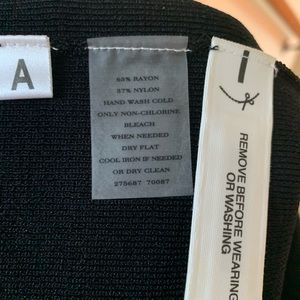 A
63% RAYON
37% NYLON
HAND WASH COLD
ONLY NON-CHLORINE
BLEACH
WHEN NEEDED
DRY FLAT
COOL IRON IF NEEDED
OR DRY CLEAN
275687 70087
REMOVE BEFORE WEARING
OR WASHING